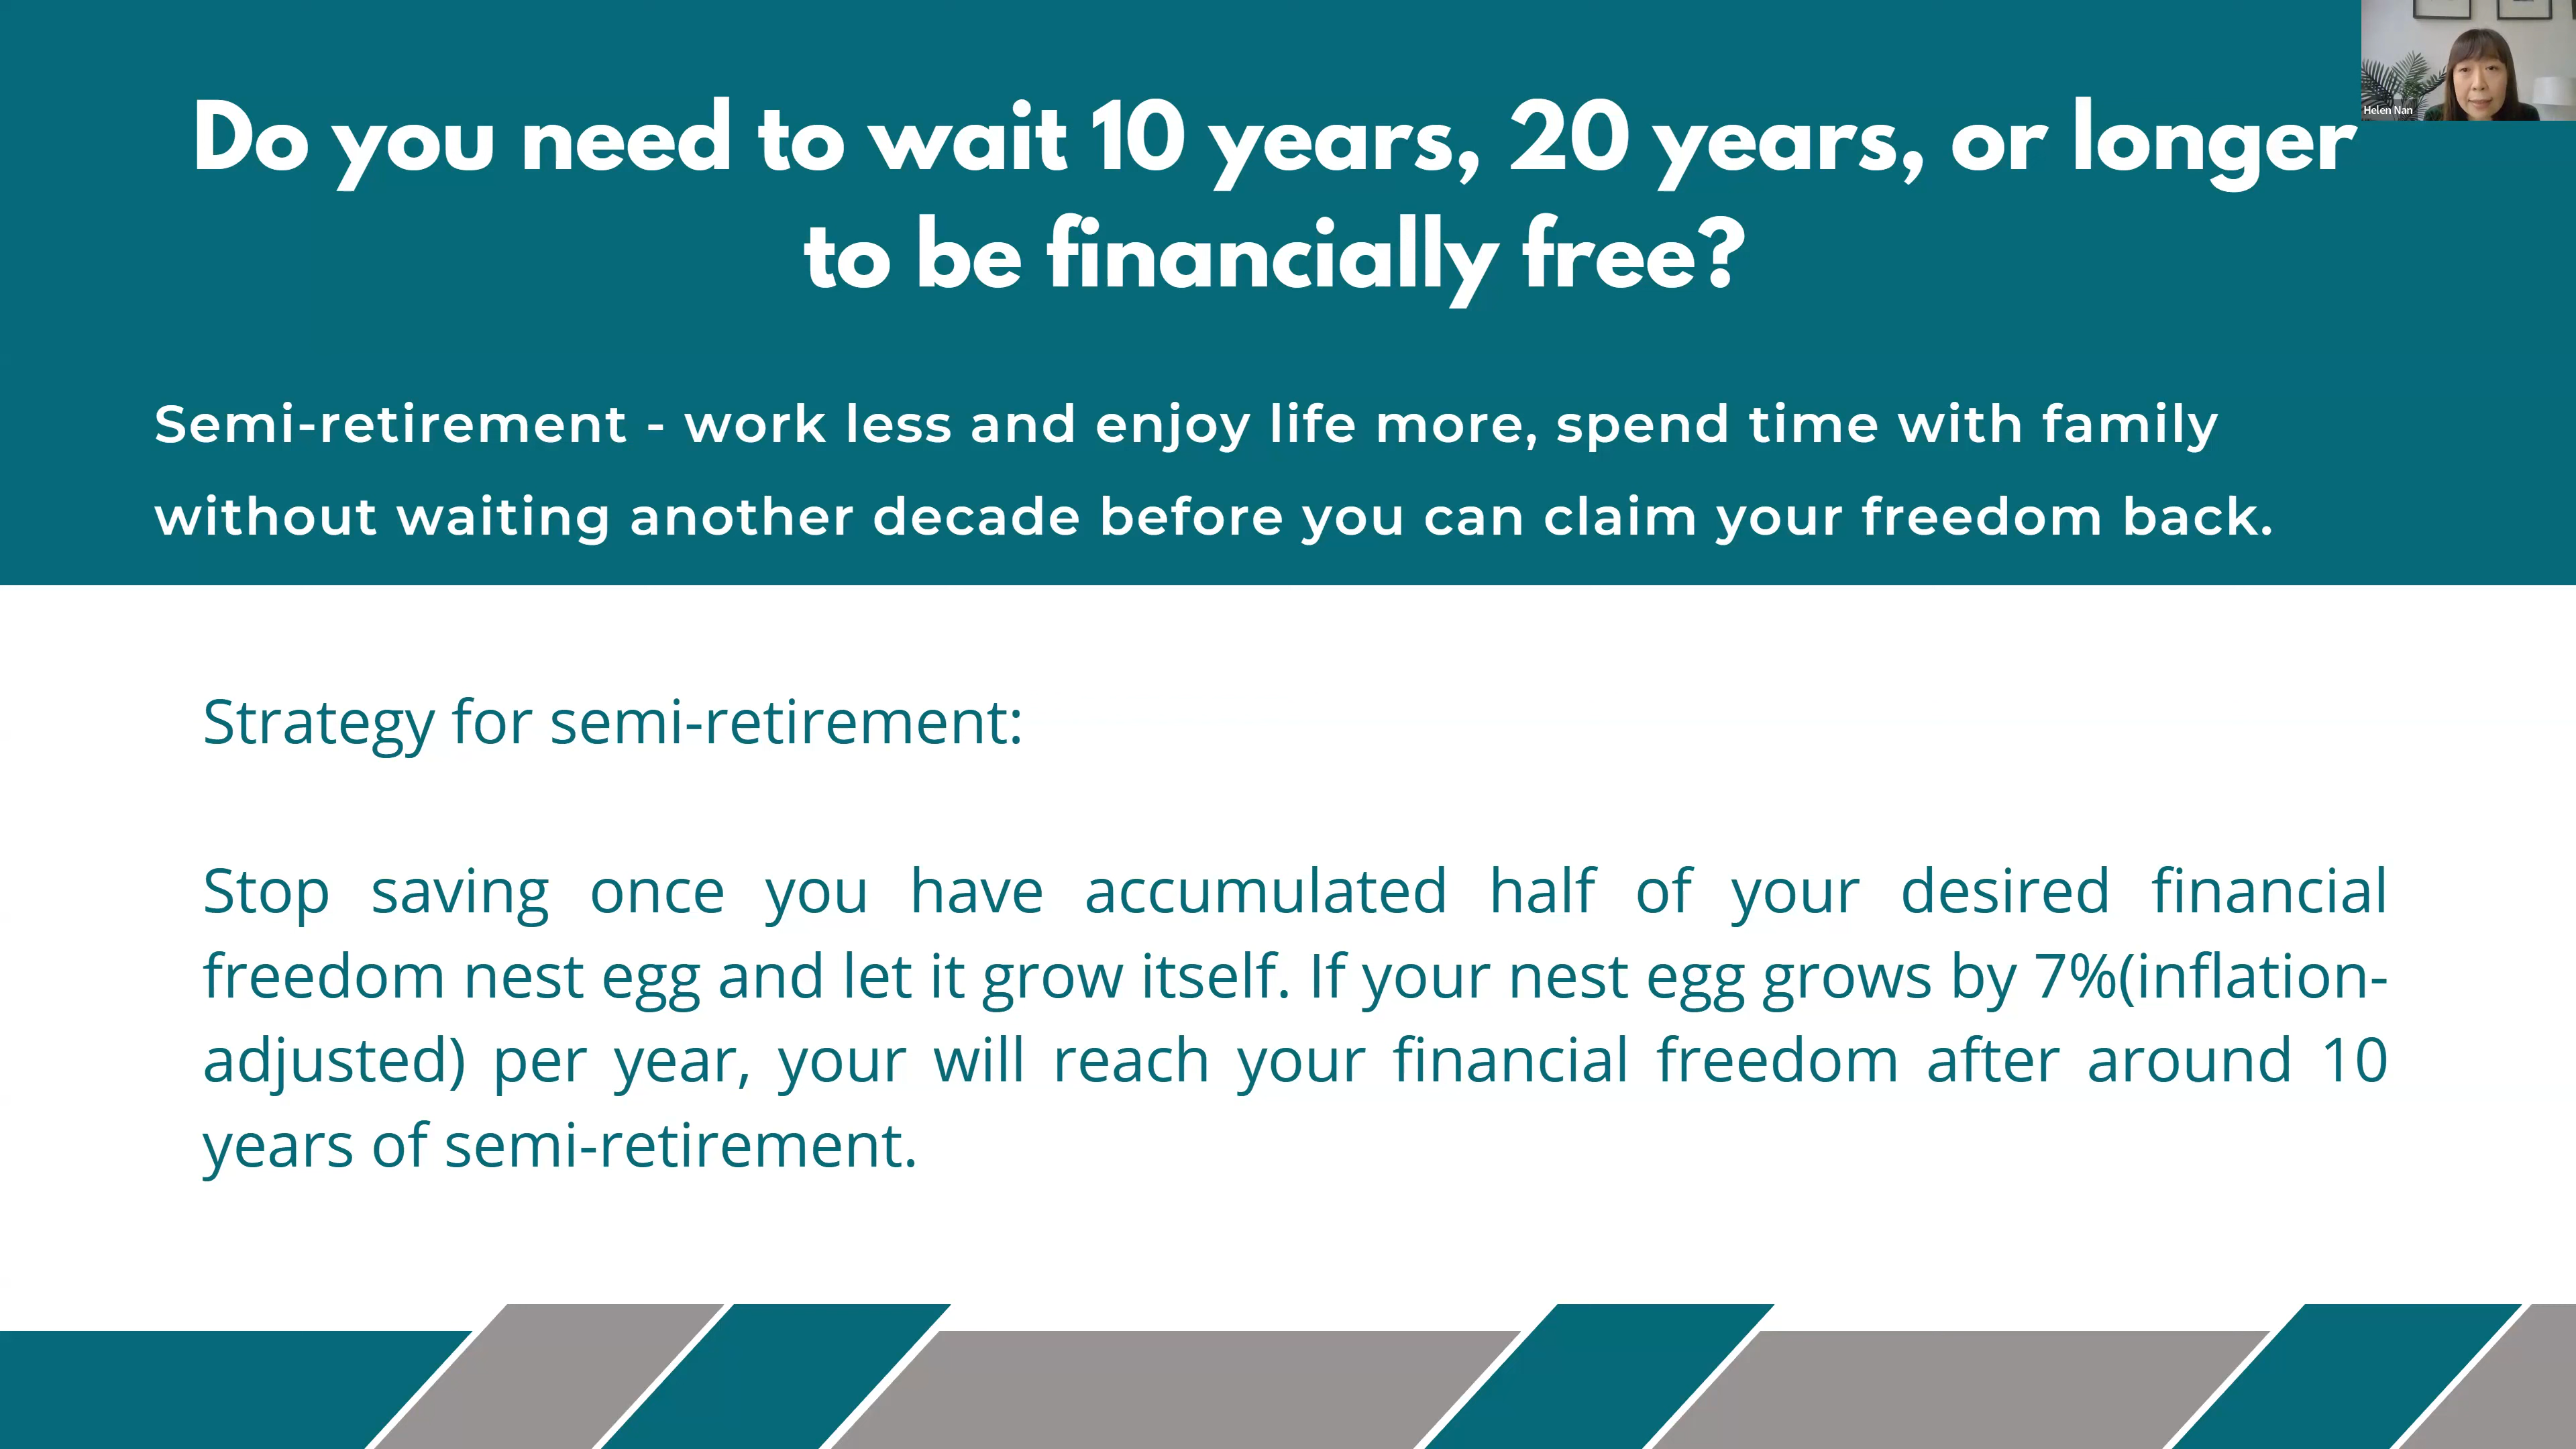 Do you need to wait 10 years, 20 years, or longer
to be financially free?
Helen Nan
Semi-retirement - work less and enjoy life more, spend time with family
without waiting another decade before you can claim your freedom back.
Strategy for semi-retirement:
Stop saving once you have accumulated half of your desired financial
freedom nest egg and let it grow itself. If your nest egg grows by 7%(inflation-
adjusted) per year, your will reach your financial freedom after around 10
years of semi-retirement.